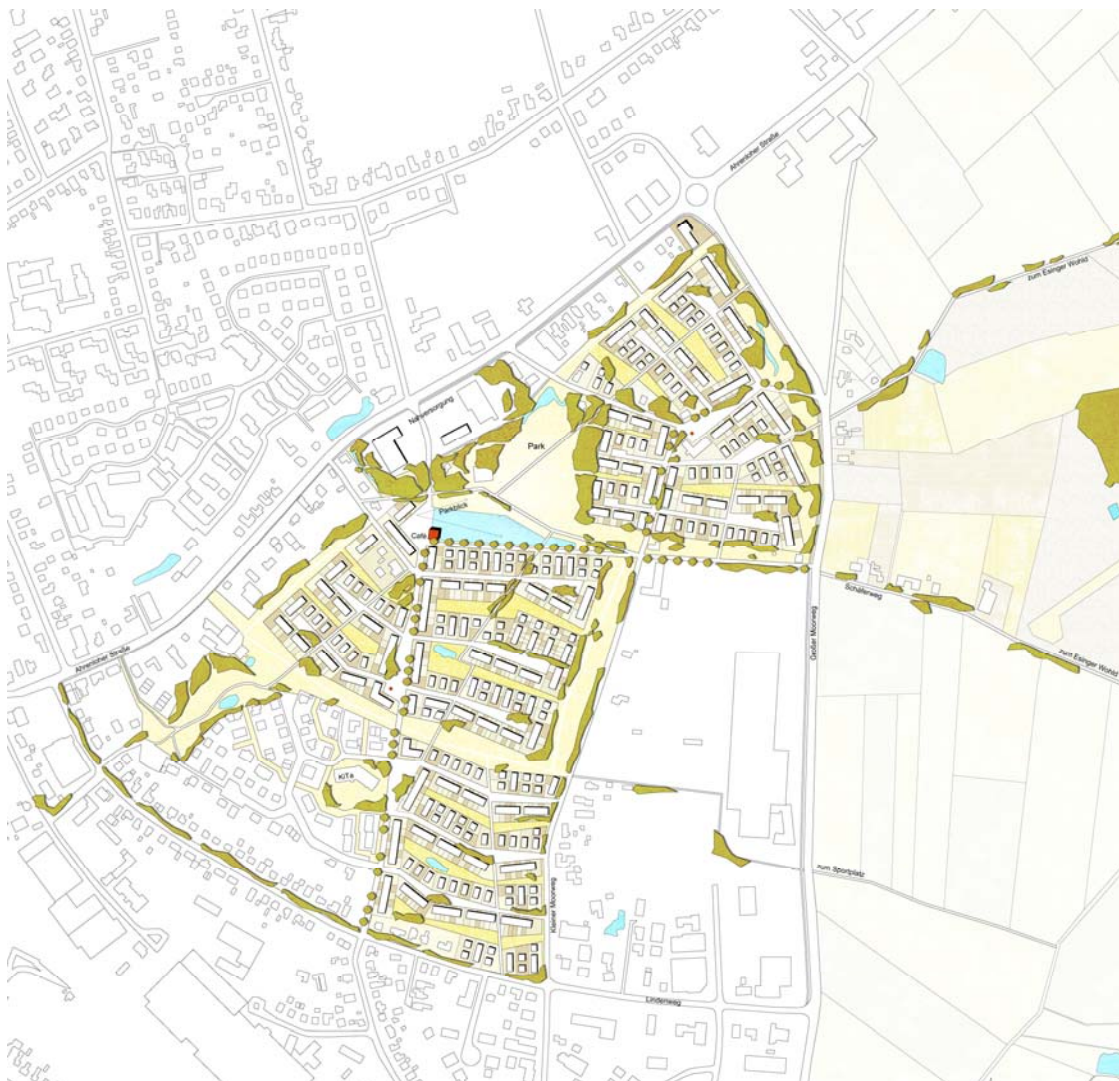 Ahrenloher Straße
zum Esinger Wohld
Nahversorgung
Park
Parkblick
Café
Schäferweg
Großer Moorweg
zum Esinger Wohld
Ahrenloher Straße
KiTa
zum Sportplatz
Kleiner Moorweg
Lindenweg